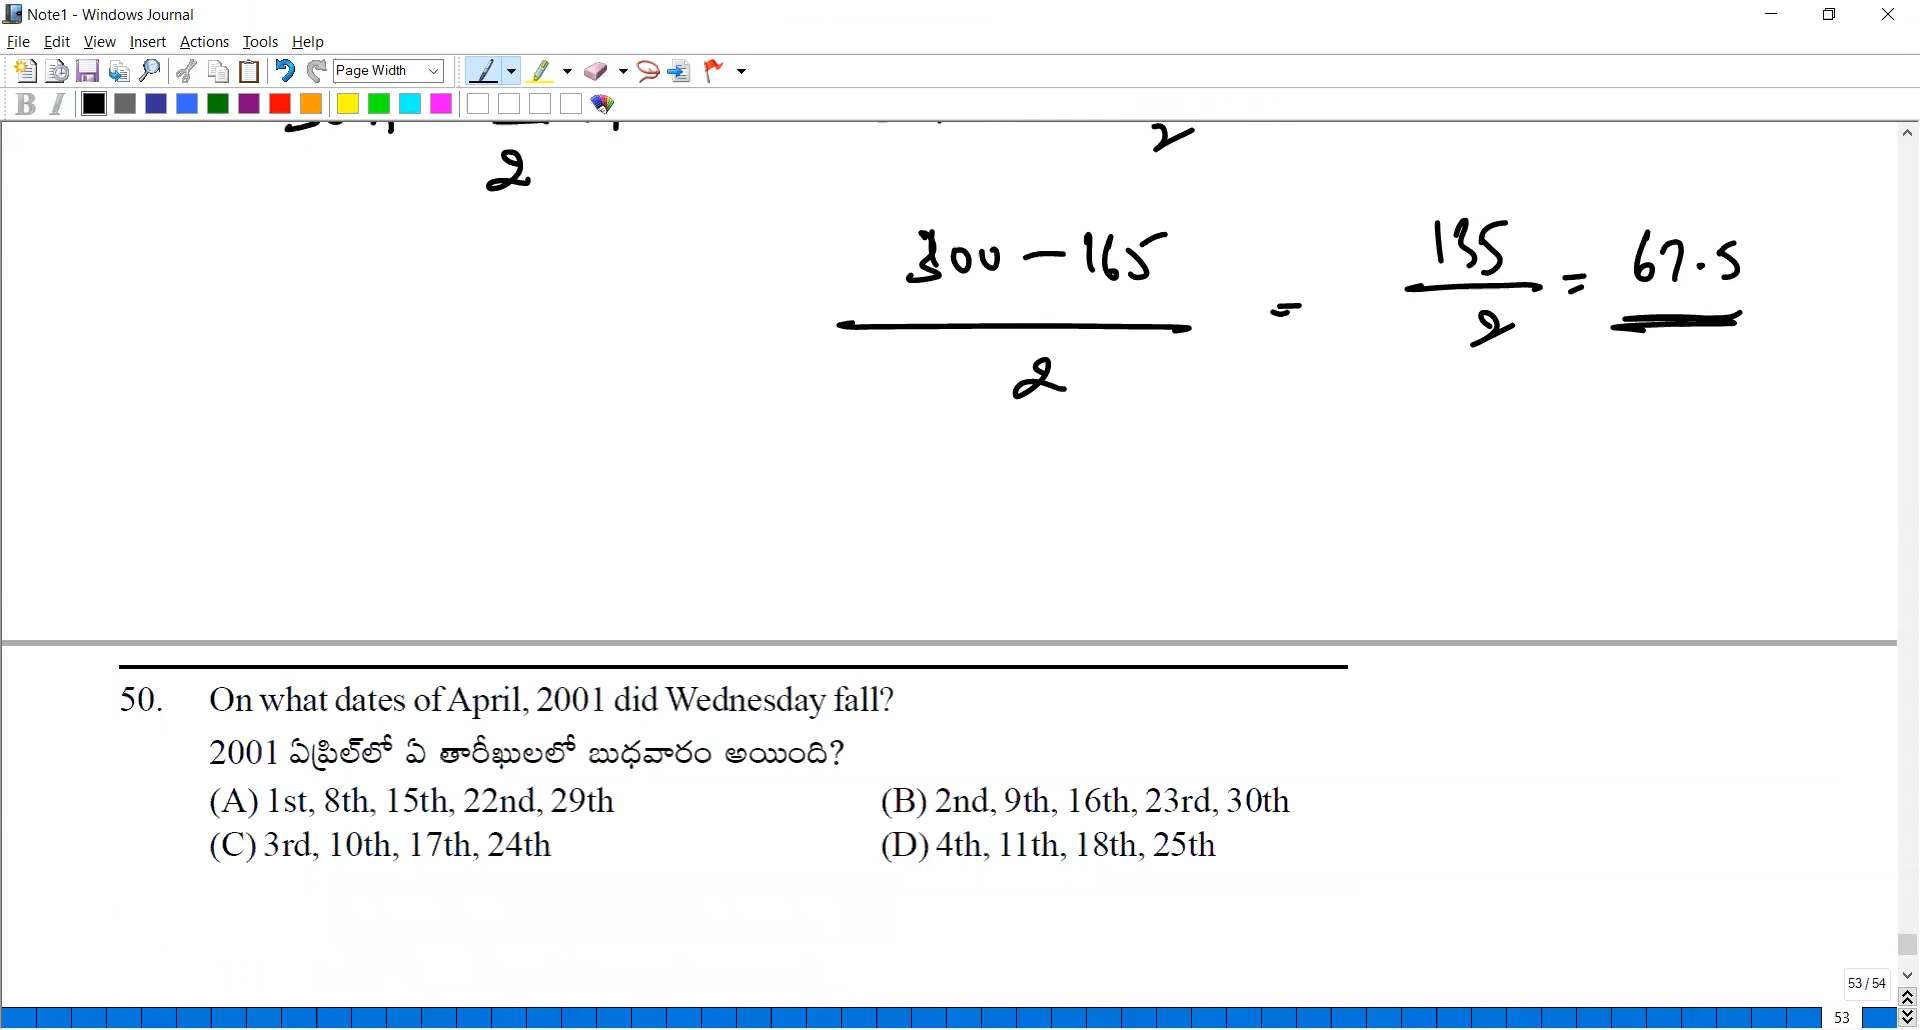 Note1 - Windows Journal
File Edit View Insert Actions Tools Help
Page Width
B I
2
2
300 - 165
2
=
135
2
= 67.5
50. On what dates of April, 2001 did Wednesday fall?
2001 ఏప్రిల్‌లో ఏ తారీఖులలో బుధవారం అయింది?
(A) 1st, 8th, 15th, 22nd, 29th (B) 2nd, 9th, 16th, 23rd, 30th
(C) 3rd, 10th, 17th, 24th (D) 4th, 11th, 18th, 25th
53 / 54
53